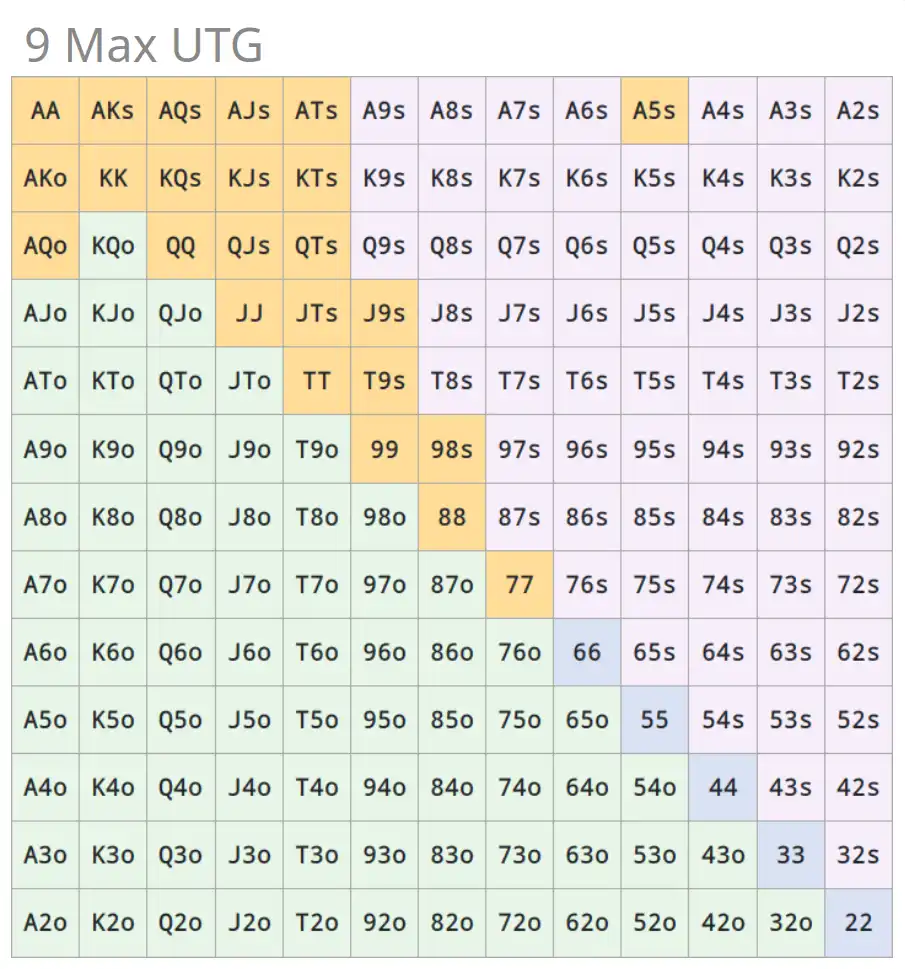 9 Max UTG
AA AKs AQs AJs ATs A9s A8s A7s A6s A5s A4s A3s A2s
AKo KK KQs KJs KTs K9s K8s K7s K6s K5s K4s K3s K2s
AQo KQo QQ QJs QTs Q9s Q8s Q7s Q6s Q5s Q4s Q3s Q2s
AJo KJo QJo JJ JTs J9s J8s J7s J6s J5s J4s J3s J2s
ATo KTo QTo JTo TT T9s T8s T7s T6s T5s T4s T3s T2s
A9o K9o Q9o J9o T9o 99 98s 97s 96s 95s 94s 93s 92s
A8o K8o Q8o J8o T8o 98o 88 87s 86s 85s 84s 83s 82s
A7o K7o Q7o J7o T7o 97o 87o 77 76s 75s 74s 73s 72s
A6o K6o Q6o J6o T6o 96o 86o 76o 66 65s 64s 63s 62s
A5o K5o Q5o J5o T5o 95o 85o 75o 65o 55 54s 53s 52s
A4o K4o Q4o J4o T4o 94o 84o 74o 64o 54o 44 43s 42s
A3o K3o Q3o J3o T3o 93o 83o 73o 63o 53o 43o 33 32s
A2o K2o Q2o J2o T2o 92o 82o 72o 62o 52o 42o 32o 22